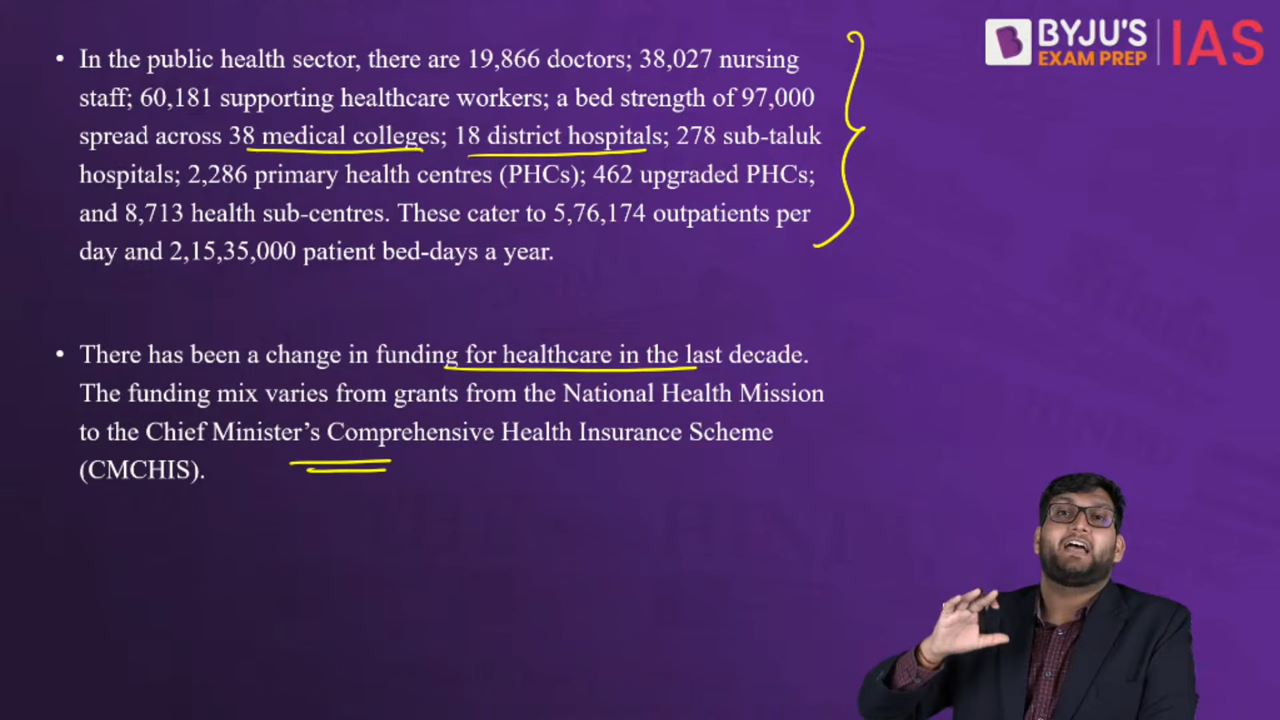 • In the public health sector, there are 19,866 doctors; 38,027 nursing
staff; 60,181 supporting healthcare workers; a bed strength of 97,000
spread across 38 medical colleges; 18 district hospitals; 278 sub-taluk
hospitals; 2,286 primary health centres (PHCs); 462 upgraded PHCs;
and 8,713 health sub-centres. These cater to 5,76,174 outpatients per
day and 2,15,35,000 patient bed-days a year.
• There has been a change in funding for healthcare in the last decade.
The funding mix varies from grants from the National Health Mission
to the Chief Minister’s Comprehensive Health Insurance Scheme
(CMCHIS).
BYJU'S
EXAM PREP
IAS